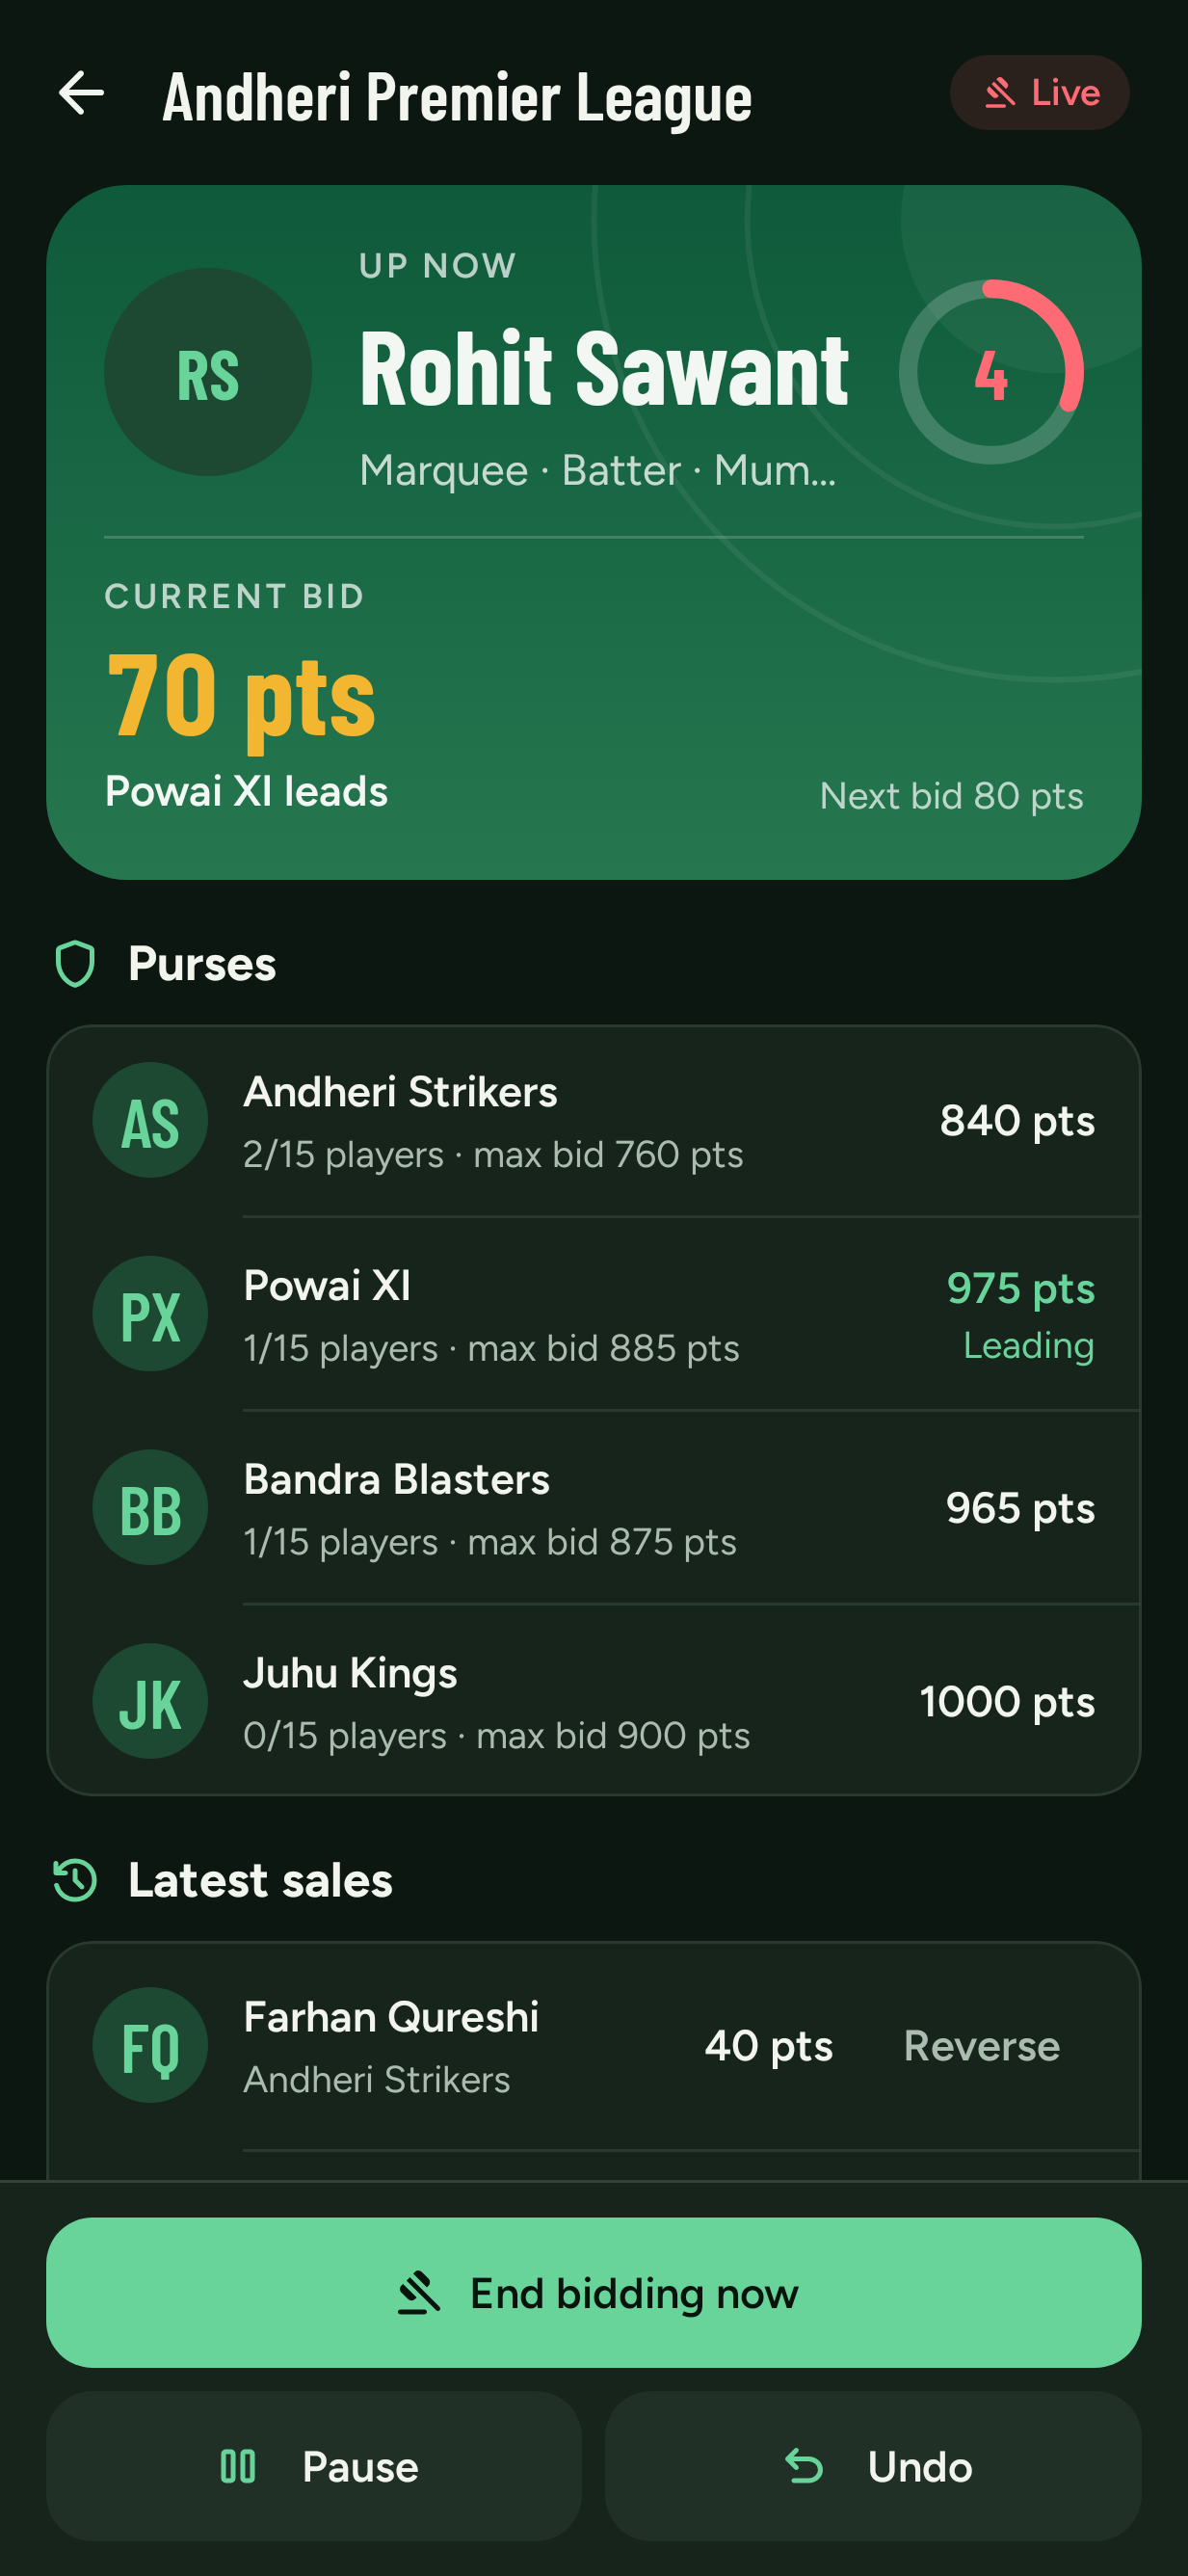 Andheri Premier League
Live
UP NOW
RS
Rohit Sawant
4
Marquee · Batter · Mum...
CURRENT BID
70 pts
Powai XI leads
Next bid 80 pts
Purses
AS
Andheri Strikers
2/15 players · max bid 760 pts
840 pts
PX
Powai XI
1/15 players · max bid 885 pts
975 pts
Leading
BB
Bandra Blasters
1/15 players · max bid 875 pts
965 pts
JK
Juhu Kings
0/15 players · max bid 900 pts
1000 pts
Latest sales
FQ
Farhan Qureshi
Andheri Strikers
40 pts
Reverse
End bidding now
Pause
Undo